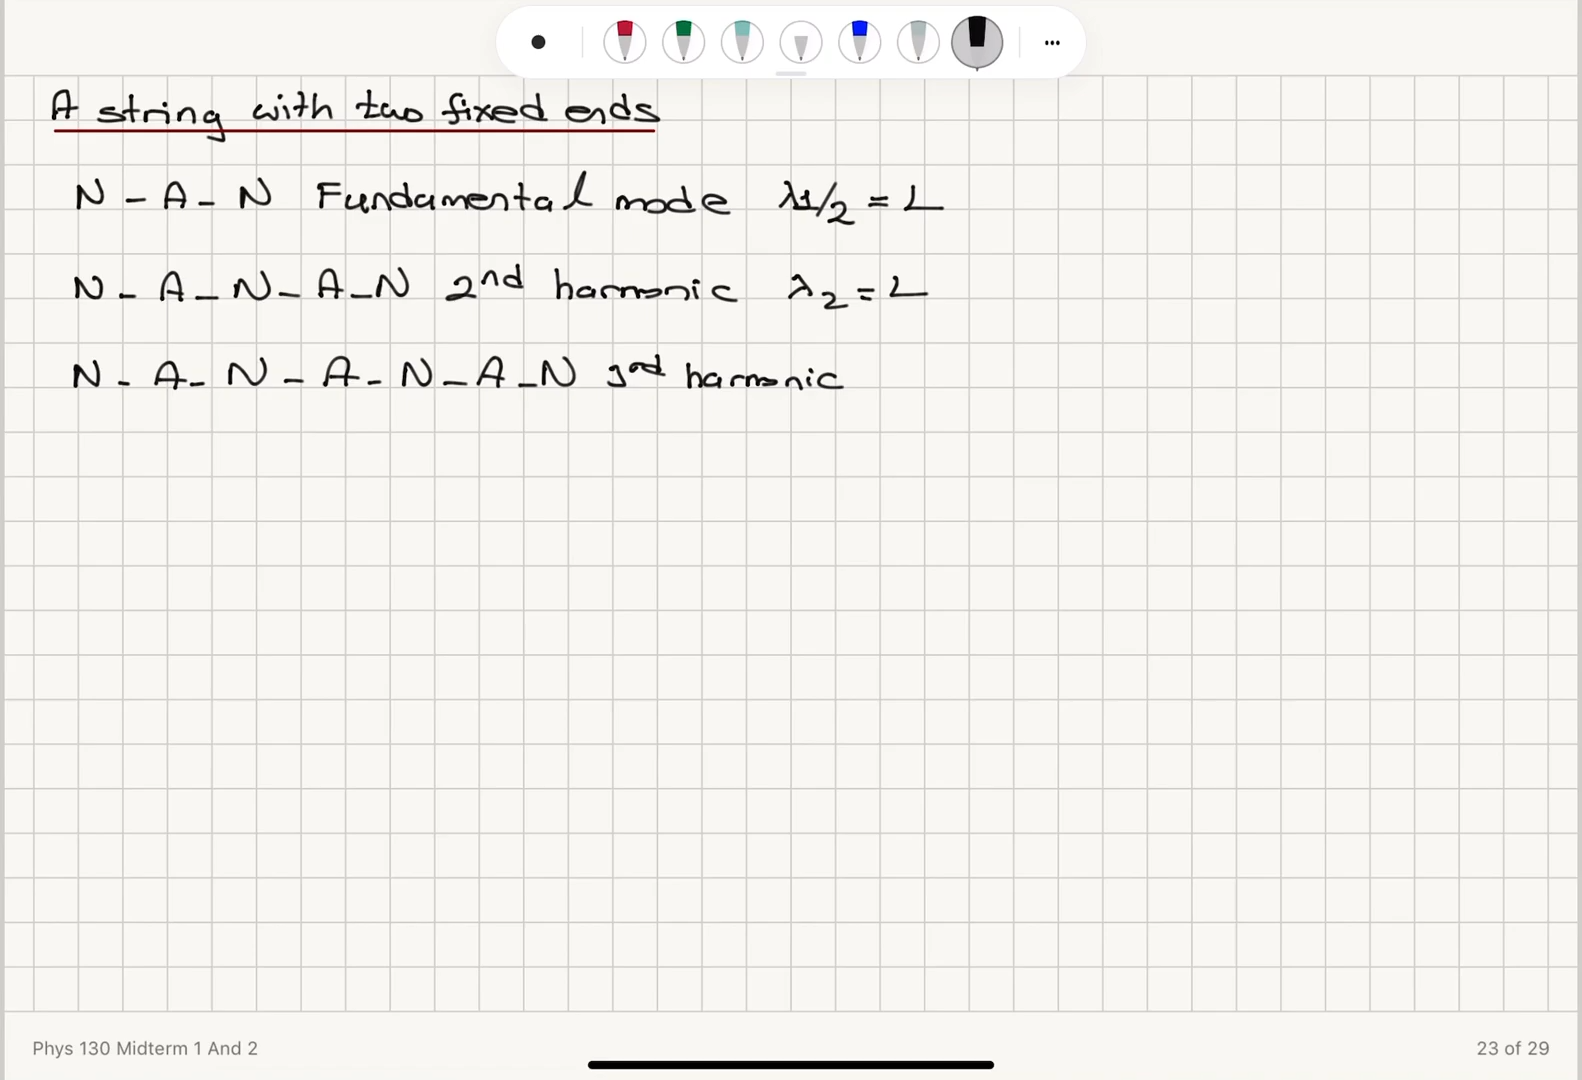 A string with two fixed ends
N - A - N Fundamental mode λ1/2 = L
N - A - N - A - N 2nd harmonic λ2 = L
N - A - N - A - N - A - N 3rd harmonic
Phys 130 Midterm 1 And 2
23 of 29